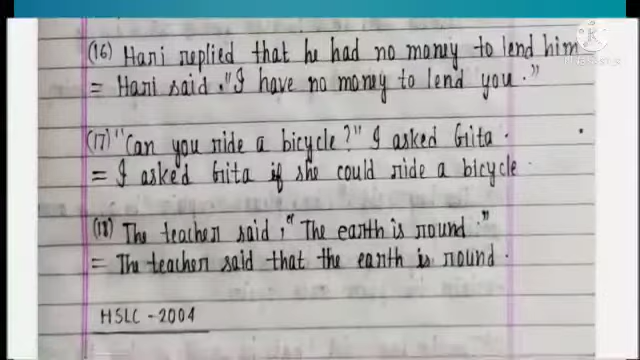 (16) Hari replied that he had no money to lend him
= Hari said, "I have no money to lend you."
(17) "Can you ride a bicycle?" I asked Gita.
= I asked Gita if she could ride a bicycle.
(18) The teacher said, "The earth is round."
= The teacher said that the earth is round.
HSLC - 2004